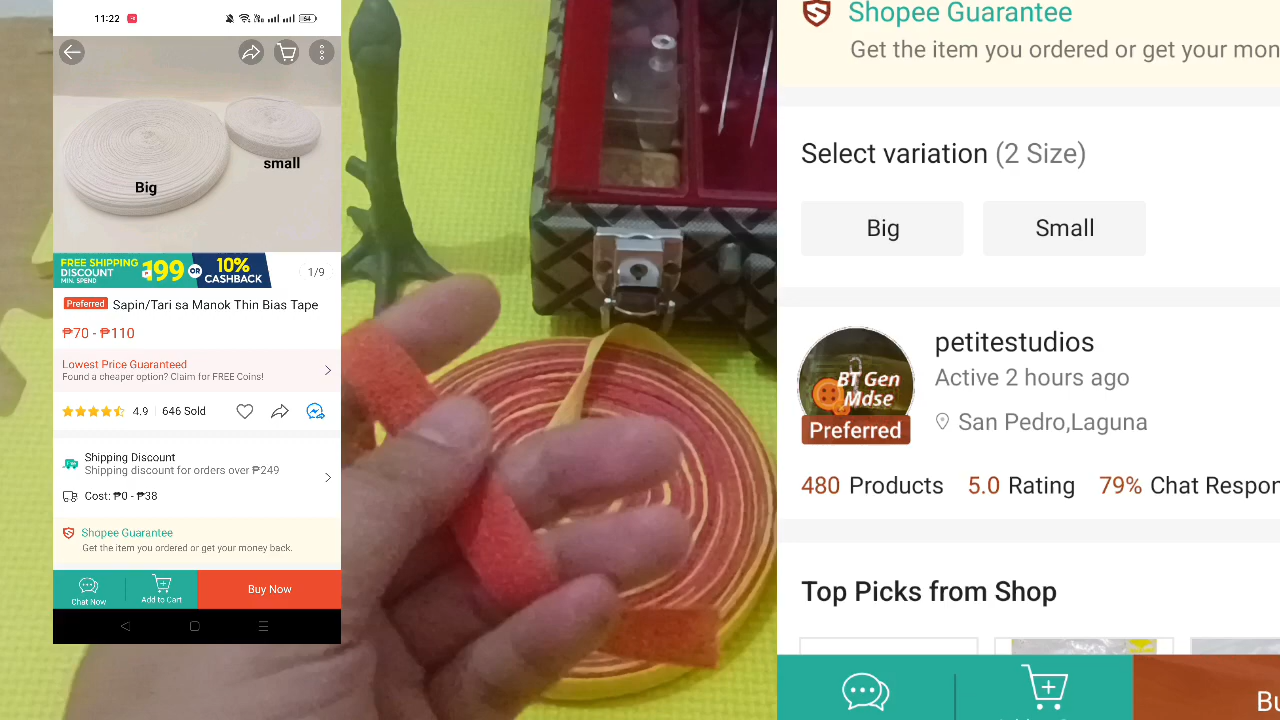 11:22
64
Big
small
FREE SHIPPING
DISCOUNT
MIN. SPEND
₱199
OR
10%
CASHBACK
1/9
Preferred Sapin/Tari sa Manok Thin Bias Tape
₱70 - ₱110
Lowest Price Guaranteed
Found a cheaper option? Claim for FREE Coins!
4.9 646 Sold
Shipping Discount
Shipping discount for orders over ₱249
Cost: ₱0 - ₱38
Shopee Guarantee
Get the item you ordered or get your money back.
Chat Now
Add to Cart
Buy Now
Shopee Guarantee
Get the item you ordered or get your mon
Select variation (2 Size)
Big Small
BT Gen
Mdse
Preferred
petitestudios
Active 2 hours ago
San Pedro,Laguna
480 Products 5.0 Rating 79% Chat Respon
Top Picks from Shop
Bu